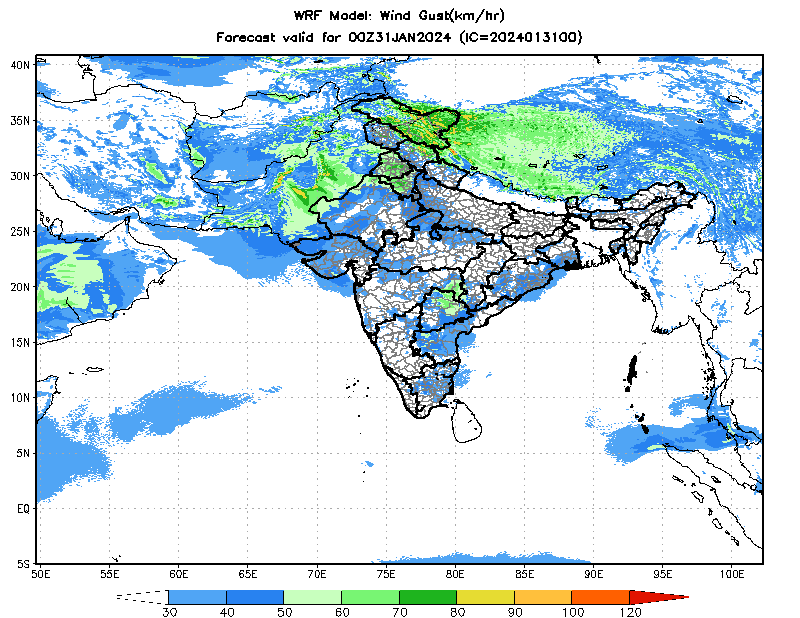 WRF Model: Wind Gust(km/hr)
Forecast valid for 00Z31JAN2024 (IC=2024013100)
40N
35N
30N
25N
20N
15N
10N
5N
EQ
5S
50E 55E 60E 65E 70E 75E 80E 85E 90E 95E 100E
30 40 50 60 70 80 90 100 120